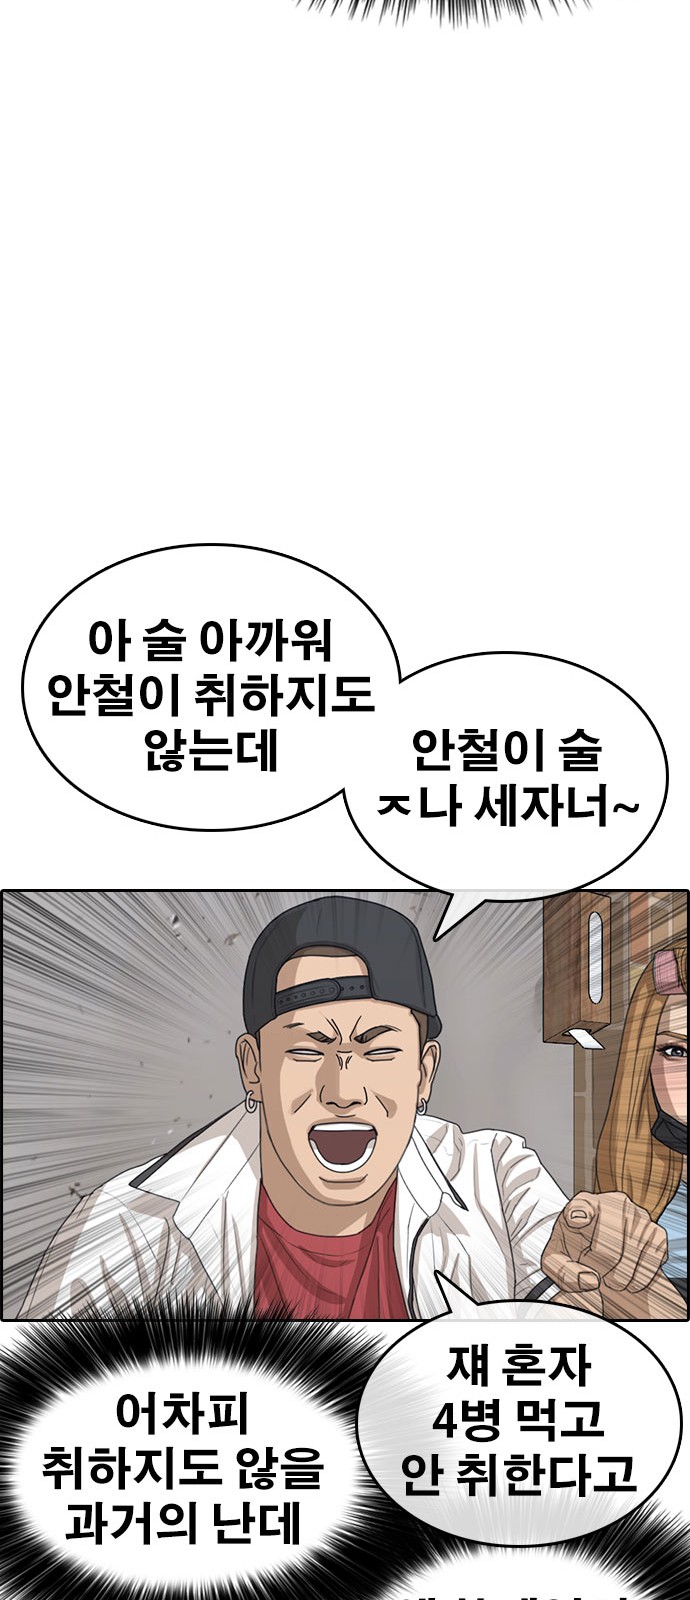 아 술 아까워
안철이 취하지도
않는데
안철이 술
ㅈ나 세자너~
쟤 혼자
4병 먹고
안 취한다고
어차피
취하지도 않을
과거의 난데